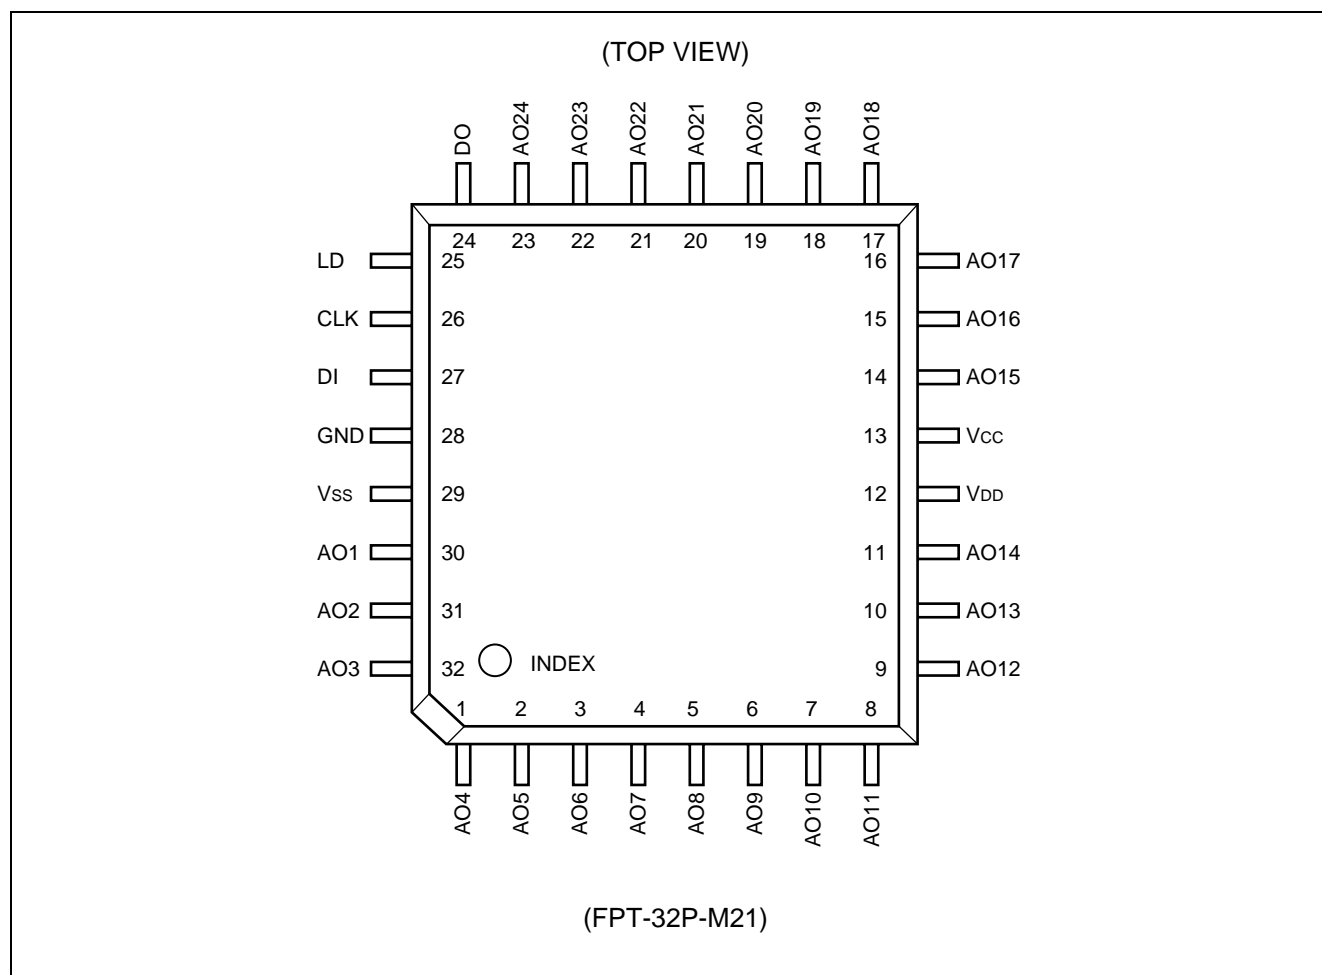 (TOP VIEW)
DO AO24 AO23 AO22 AO21 AO20 AO19 AO18
24 23 22 21 20 19 18 17
LD 25 16 AO17
CLK 26 15 AO16
DI 27 14 AO15
GND 28 13 VCC
VSS 29 12 VDD
AO1 30 11 AO14
AO2 31 10 AO13
AO3 32 INDEX 9 AO12
1 2 3 4 5 6 7 8
AO4 AO5 AO6 AO7 AO8 AO9 AO10 AO11
(FPT-32P-M21)